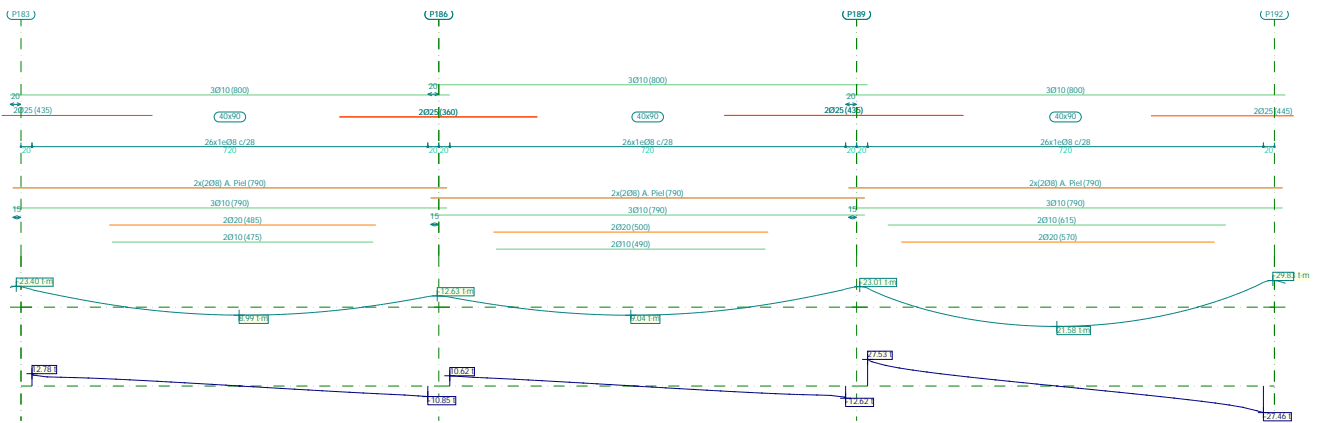 P183 P186 P189 P192
20 3Ø10 (800) 20 3Ø10 (800) 20 3Ø10 (800)
2Ø25 (435) 40x90 2Ø25 (360) 40x90 2Ø25 (435) 40x90 2Ø25 (445)
26x1eØ8 c/28 26x1eØ8 c/28 26x1eØ8 c/28
20 720 20 20 720 20 20 720 20
2x(2Ø8) A. Piel (790) 2x(2Ø8) A. Piel (790) 2x(2Ø8) A. Piel (790)
15 3Ø10 (790) 15 3Ø10 (790) 15 3Ø10 (790)
2Ø20 (485) 2Ø20 (500) 2Ø10 (615)
2Ø10 (475) 2Ø10 (490) 2Ø20 (570)
-23.40 t·m -12.63 t·m -23.01 t·m -29.83 t·m
8.99 t·m 9.04 t·m 21.58 t·m
12.78 t 10.62 t 27.53 t
-10.85 t -12.62 t -27.46 t